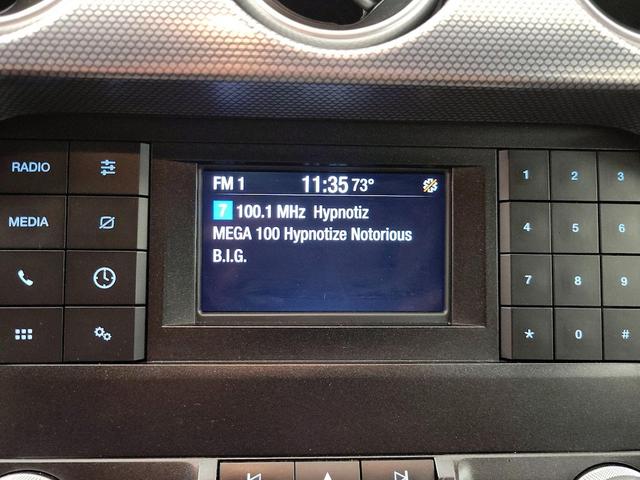 FM 1 11:35 73°
7 100.1 MHz Hypnotiz
MEGA 100 Hypnotize Notorious
B.I.G.
RADIO
MEDIA
1 2 3
4 5 6
7 8 9
* 0 #